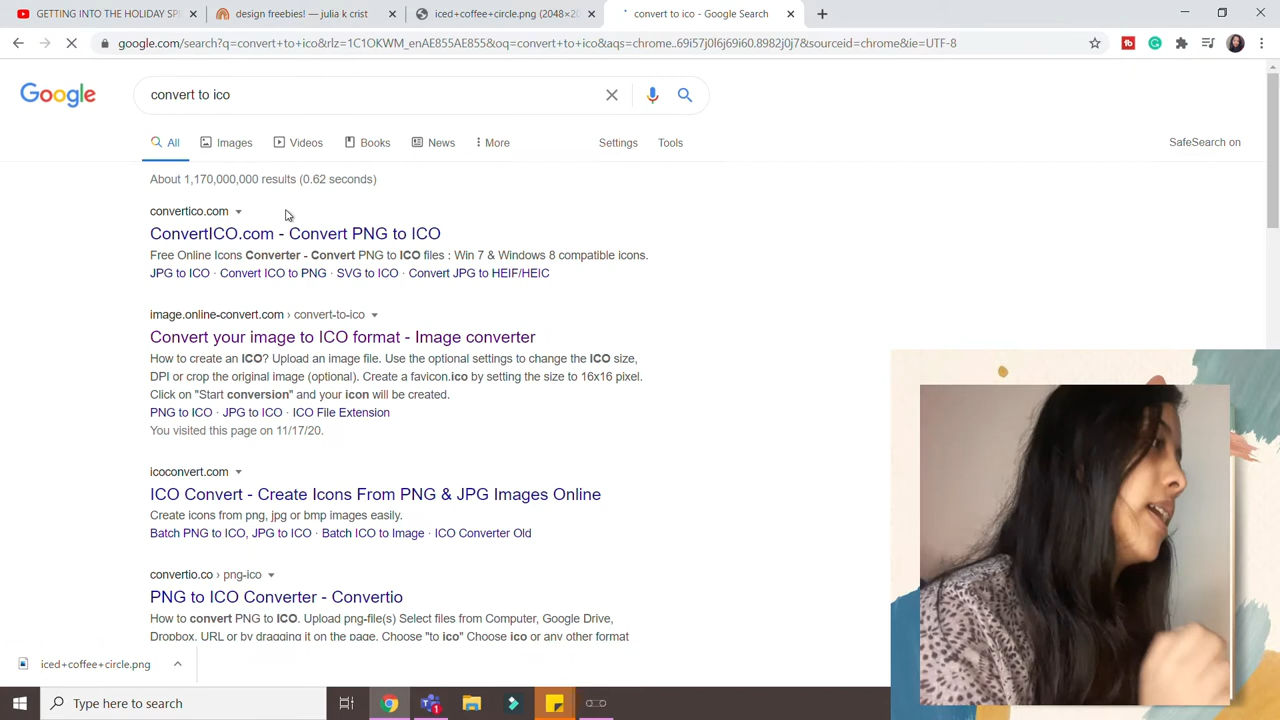 GETTING INTO THE HOLIDAY SPI
design freebies! — julia k crist
iced+coffee+circle.png (2048×20
convert to ico - Google Search
google.com/search?q=convert+to+ico&rlz=1C1OKWM_enAE855AE855&oq=convert+to+ico&aqs=chrome..69i57j0l6j69i60.8982j0j7&sourceid=chrome&ie=UTF-8
Google
convert to ico
All
Images
Videos
Books
News
More
Settings
Tools
SafeSearch on
About 1,170,000,000 results (0.62 seconds)
convertico.com
ConvertICO.com - Convert PNG to ICO
Free Online Icons Converter - Convert PNG to ICO files : Win 7 & Windows 8 compatible icons.
JPG to ICO · Convert ICO to PNG · SVG to ICO · Convert JPG to HEIF/HEIC
image.online-convert.com › convert-to-ico
Convert your image to ICO format - Image converter
How to create an ICO? Upload an image file. Use the optional settings to change the ICO size,
DPI or crop the original image (optional). Create a favicon.ico by setting the size to 16x16 pixel.
Click on "Start conversion" and your icon will be created.
PNG to ICO · JPG to ICO · ICO File Extension
You visited this page on 11/17/20.
icoconvert.com
ICO Convert - Create Icons From PNG & JPG Images Online
Create icons from png, jpg or bmp images easily.
Batch PNG to ICO, JPG to ICO · Batch ICO to Image · ICO Converter Old
convertio.co › png-ico
PNG to ICO Converter - Convertio
How to convert PNG to ICO. Upload png-file(s) Select files from Computer, Google Drive,
Dropbox, URL or by dragging it on the page. Choose "to ico" Choose ico or any other format
iced+coffee+circle.png
Type here to search
1